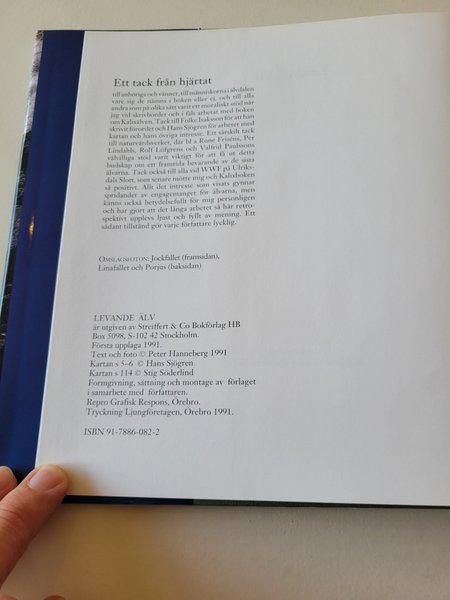 Ett tack från hjärtat
till anhöriga och vänner, till människorna i älvdalen
vare sig de nämns i boken eller ej, och till alla
andra som på olika sätt varit ett moraliskt stöd när
jag vid skrivbordet och i fält arbetat med boken
om Kalixälven. Tack till Folke Isaksson för att han
skrivit förordet och Hans Sjögren för arbetet med
kartan och hans övriga intresse. Ett särskilt tack
till naturvårdsverket, där bl a Rune Friséns, Per
Lindahls, Rolf Löfgrens och Valfrid Paulssons
välvilliga stöd varit viktigt för att få ut detta
budskap om ett framtida bevarande av de sista
älvarna. Tack också till alla vid WWF på Ulriks-
dals Slott, som senare mötte mig och Kalixboken
så positivt. Allt det intresse som visats gynnar
spridandet av engagemanget för älvarna, men
känns också betydelsefullt för mig personligen
och har gjort att det långa arbetet så här retro-
spektivt upplevs ljust och fyllt av mening. Ett
sådant tillstånd gör varje författare lycklig.
OMSLAGSFOTON: Jockfallet (framsidan),
Linafallet och Porjus (baksidan)
LEVANDE ÄLV
är utgiven av Streiffert & Co Bokförlag HB
Box 5098, S-102 42 Stockholm.
Första upplaga 1991.
Text och foto © Peter Hanneberg 1991
Kartan s 5–6 © Hans Sjögren
Kartan s 114 © Stig Söderlind
Formgivning, sättning och montage av förlaget
i samarbete med författaren.
Repro Grafisk Respons, Örebro.
Tryckning Ljungföretagen, Örebro 1991.
ISBN 91-7886-082-2